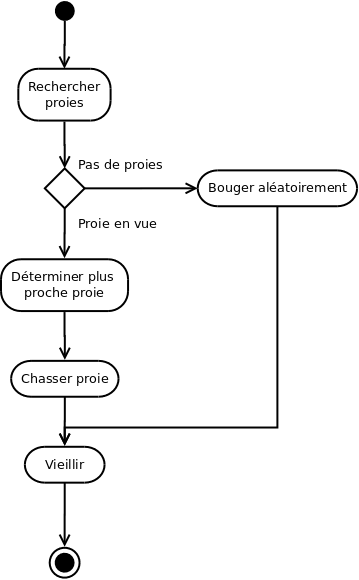 Rechercher
proies
Pas de proies
Bouger aléatoirement
Proie en vue
Déterminer plus
proche proie
Chasser proie
Vieillir